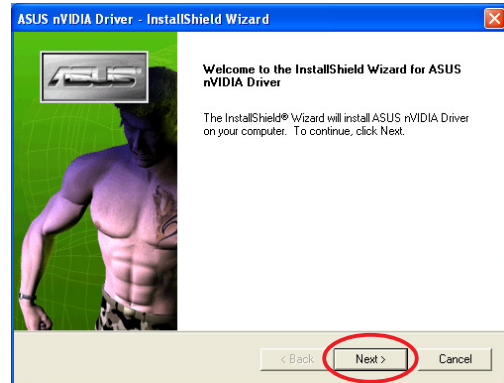 ASUS nVIDIA Driver - InstallShield Wizard
ASUS
Welcome to the InstallShield Wizard for ASUS
nVIDIA Driver
The InstallShield® Wizard will install ASUS nVIDIA Driver
on your computer. To continue, click Next.
< Back
Next >
Cancel